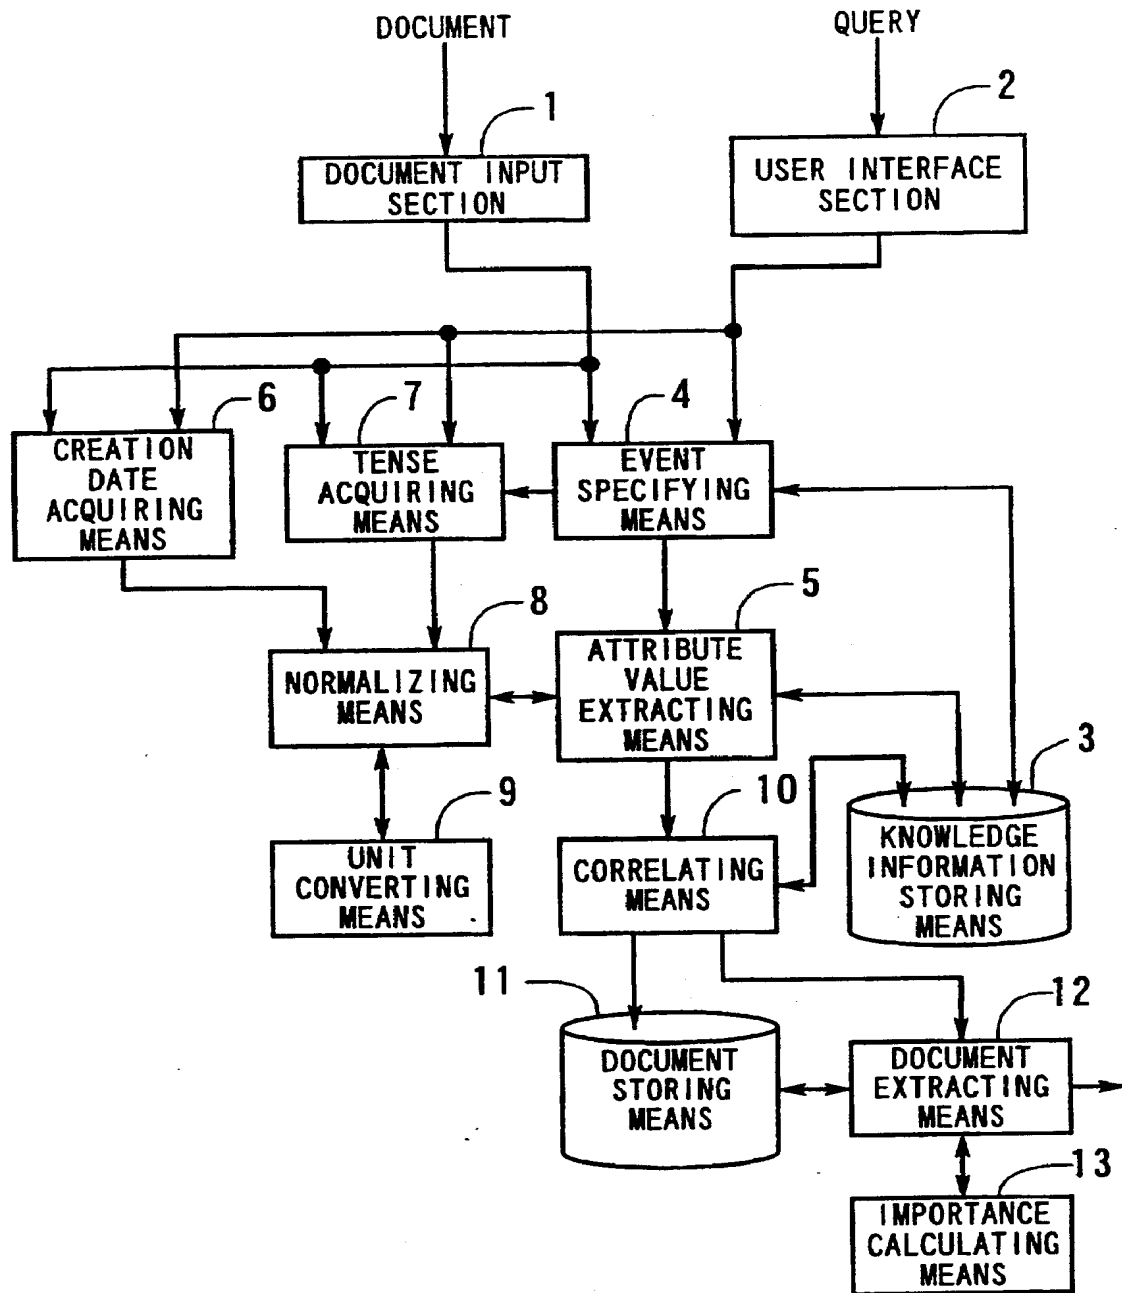 DOCUMENT
QUERY
1
2
DOCUMENT INPUT
SECTION
USER INTERFACE
SECTION
6
7
4
CREATION
DATE
ACQUIRING
MEANS
TENSE
ACQUIRING
MEANS
EVENT
SPECIFYING
MEANS
8
5
NORMALIZING
MEANS
ATTRIBUTE
VALUE
EXTRACTING
MEANS
3
9
10
UNIT
CONVERTING
MEANS
CORRELATING
MEANS
KNOWLEDGE
INFORMATION
STORING
MEANS
11
12
DOCUMENT
STORING
MEANS
DOCUMENT
EXTRACTING
MEANS
13
IMPORTANCE
CALCULATING
MEANS